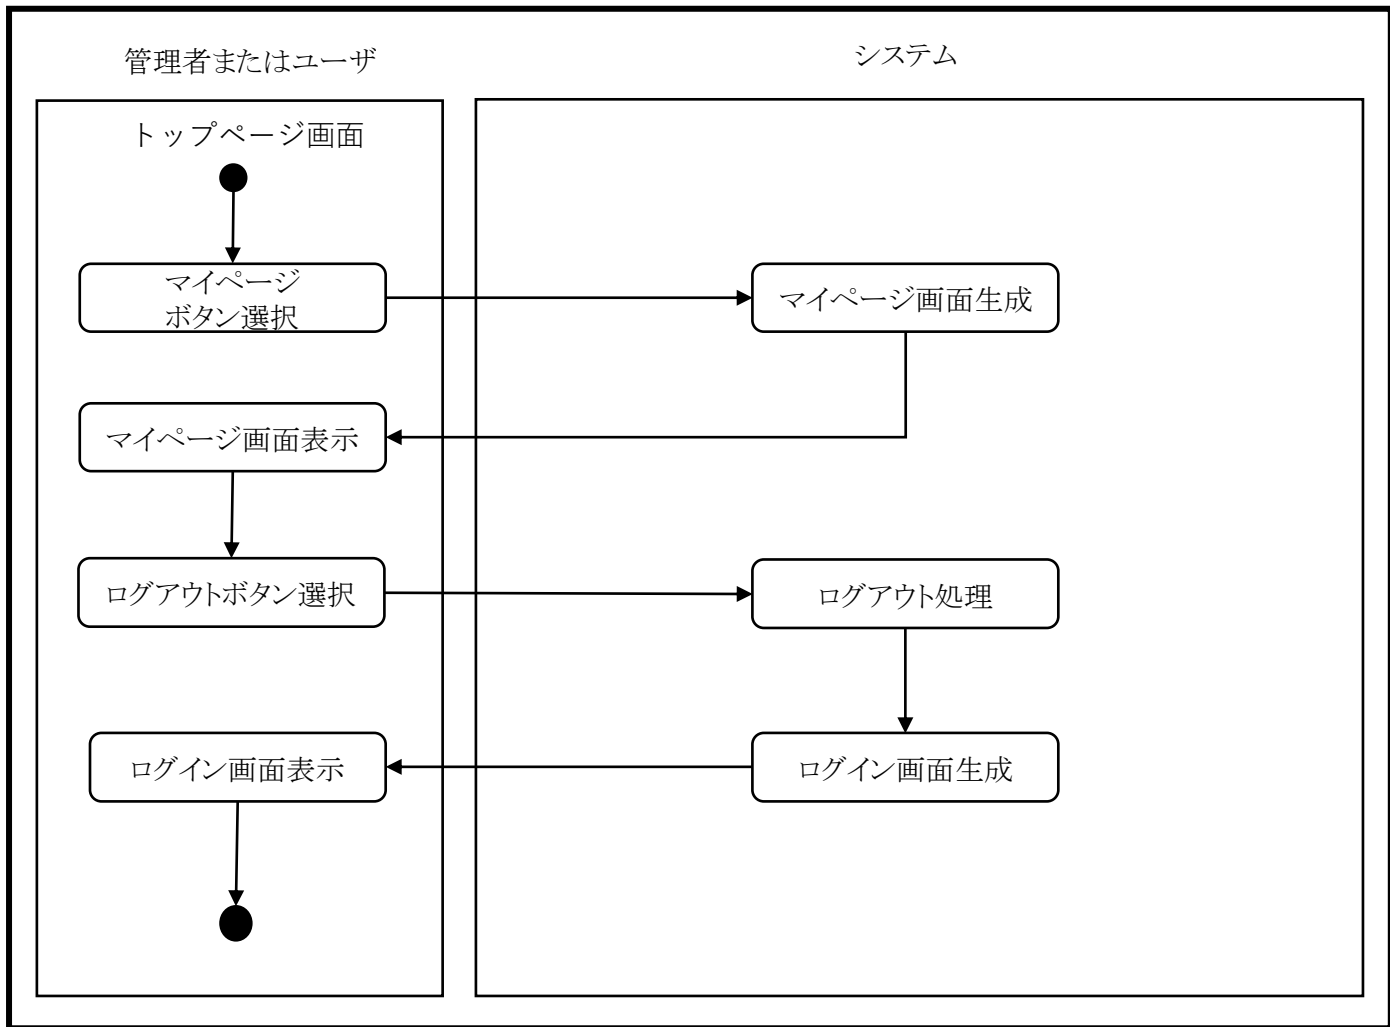 管理者またはユーザ
システム
トップページ画面
マイページ
ボタン選択
マイページ画面生成
マイページ画面表示
ログアウトボタン選択
ログアウト処理
ログイン画面表示
ログイン画面生成